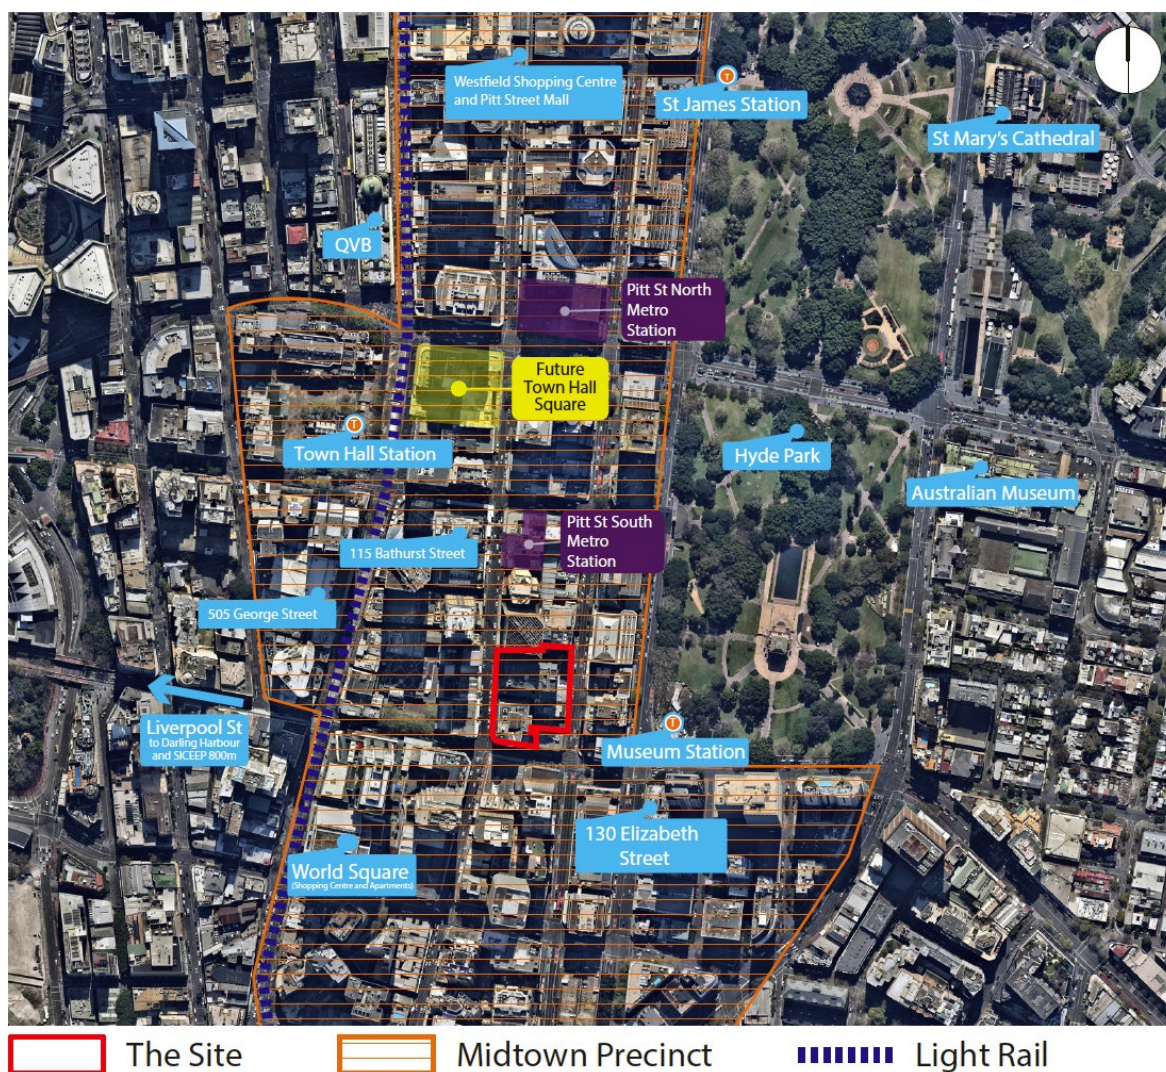 Westfield Shopping Centre
and Pitt Street Mall
T
St James Station
St Mary's Cathedral
QVB
Pitt St North
Metro
Station
Future
Town Hall
Square
T
Town Hall Station
Hyde Park
Australian Museum
Pitt St South
Metro
Station
115 Bathurst Street
505 George Street
Liverpool St
to Darling Harbour
and SICEEP 800m
T
Museum Station
130 Elizabeth
Street
World Square
(Shopping Centre and Apartments)
The Site
Midtown Precinct
Light Rail